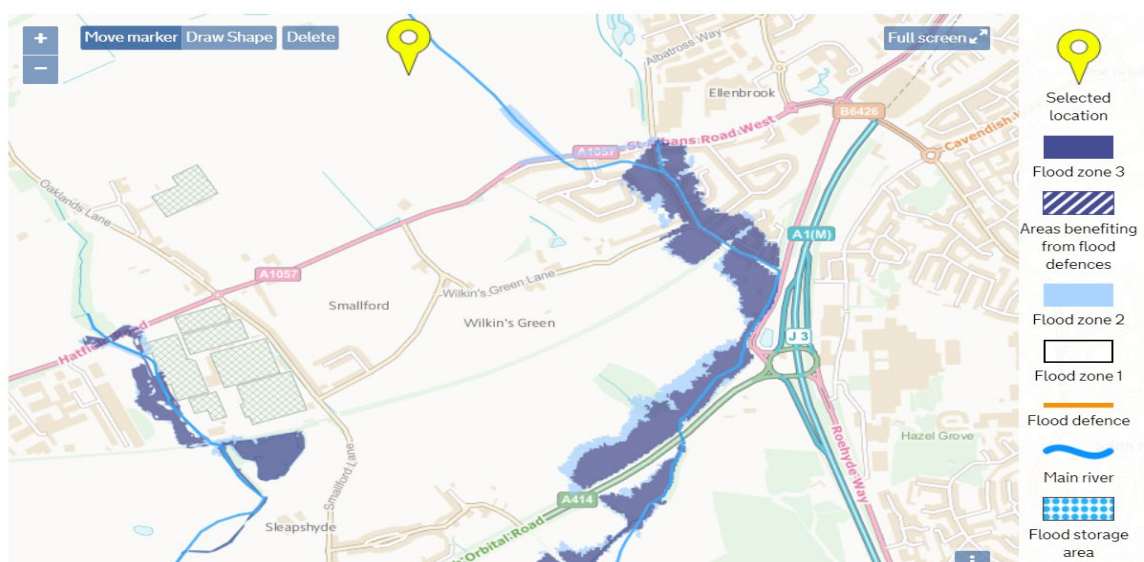 +
−
Move marker
Draw Shape
Delete
Full screen
Albatross Way
Ellenbrook
B6426
Cavendish
St Albans Road West
A1057
Oaklands Lane
A1(M)
A1057
Smallford
Wilkin's Green Lane
Wilkin's Green
Hatfield Road
J 3
Smallford Lane
Roehyde Way
Hazel Grove
A414
Orbital Road
Sleapshyde
i
Selected
location
Flood zone 3
Areas benefiting
from flood
defences
Flood zone 2
Flood zone 1
Flood defence
Main river
Flood storage
area